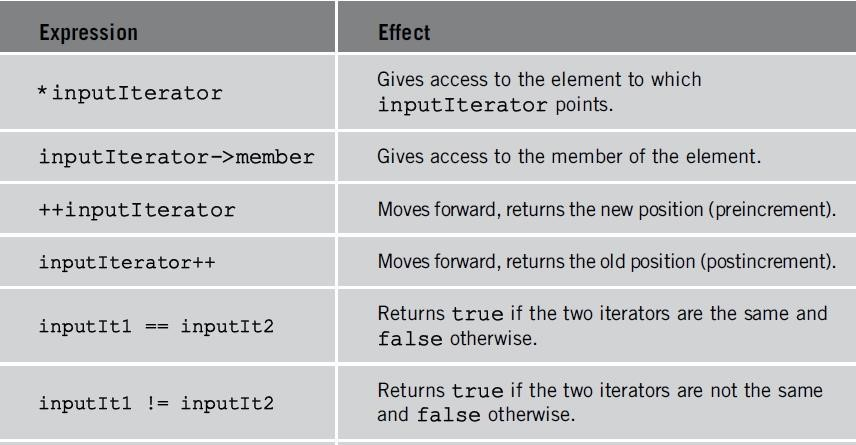 Expression Effect
*inputIterator Gives access to the element to which
inputIterator points.
inputIterator->member Gives access to the member of the element.
++inputIterator Moves forward, returns the new position (preincrement).
inputIterator++ Moves forward, returns the old position (postincrement).
inputIt1 == inputIt2 Returns true if the two iterators are the same and
false otherwise.
inputIt1 != inputIt2 Returns true if the two iterators are not the same
and false otherwise.